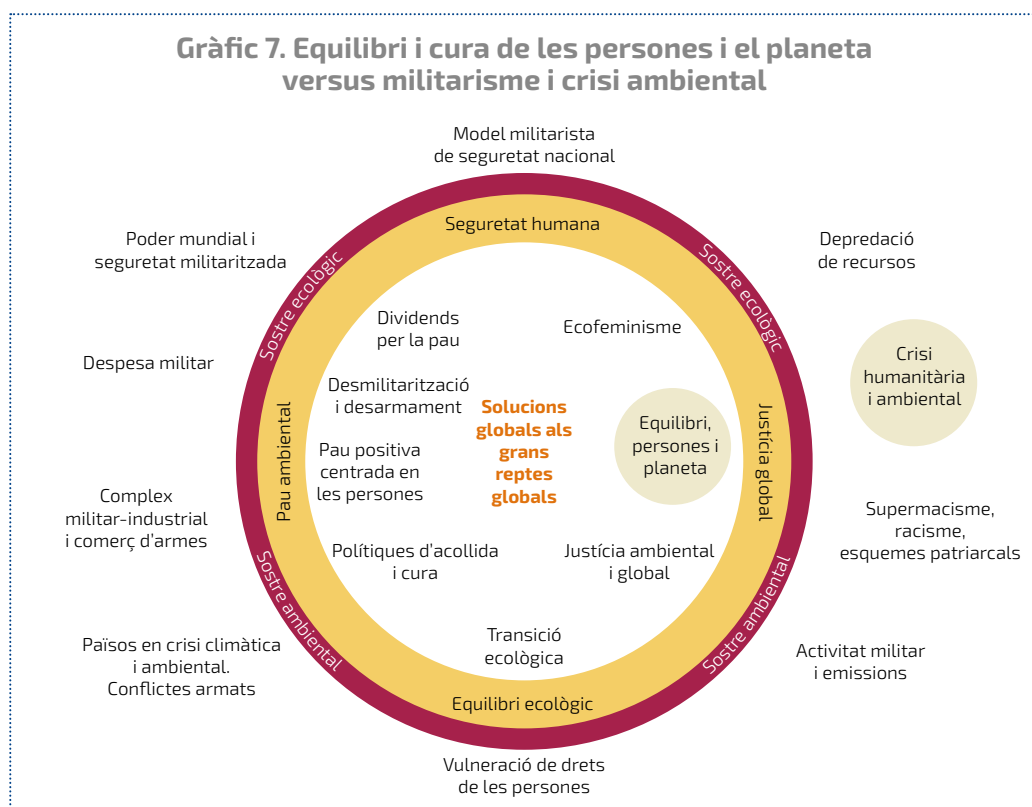 Gràfic 7. Equilibri i cura de les persones i el planeta
versus militarisme i crisi ambiental
Model militarista
de seguretat nacional
Seguretat humana
Poder mundial i
seguretat militaritzada
Depredació
de recursos
Sostre ecològic
Sostre ecològic
Dividends
per la pau
Ecofeminisme
Despesa militar
Crisi
humanitària
i ambiental
Desmilitarització
i desarmament
Solucions
globals als
grans
reptes
globals
Equilibri,
persones i
planeta
Pau ambiental
Justícia global
Pau positiva
centrada en
les persones
Complex
militar-industrial
i comerç d'armes
Supermacisme,
racisme,
esquemes patriarcals
Polítiques d'acollida
i cura
Justícia ambiental
i global
Sostre ambiental
Sostre ambiental
Països en crisi climàtica
i ambiental.
Conflictes armats
Transició
ecològica
Activitat militar
i emissions
Equilibri ecològic
Vulneració de drets
de les persones